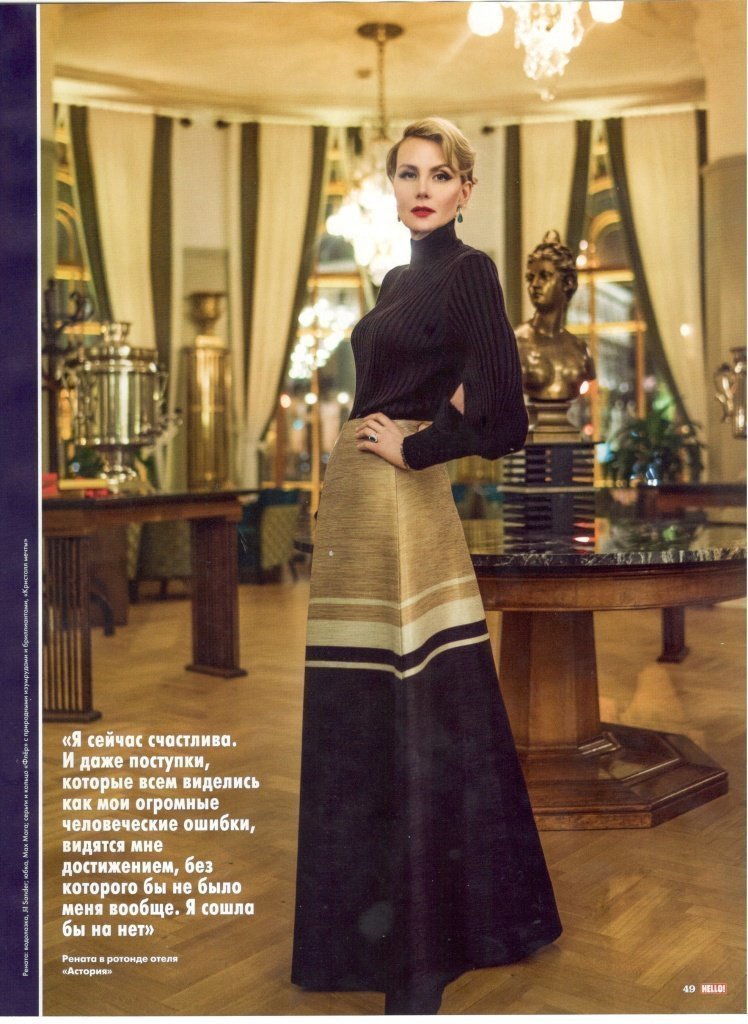 «Я сейчас счастлива.
И даже поступки,
которые всем виделись
как мои огромные
человеческие ошибки,
видятся мне
достижением, без
которого бы не было
меня вообще. Я сошла
бы на нет»
Рената в ротонде отеля
«Астория»
Рената: водолазка, Jil Sander; юбка, Max Mara; серьги и кольцо «Фаёр» с природными изумрудами и бриллиантами, «Кристалл мечты»
49 HELLO!